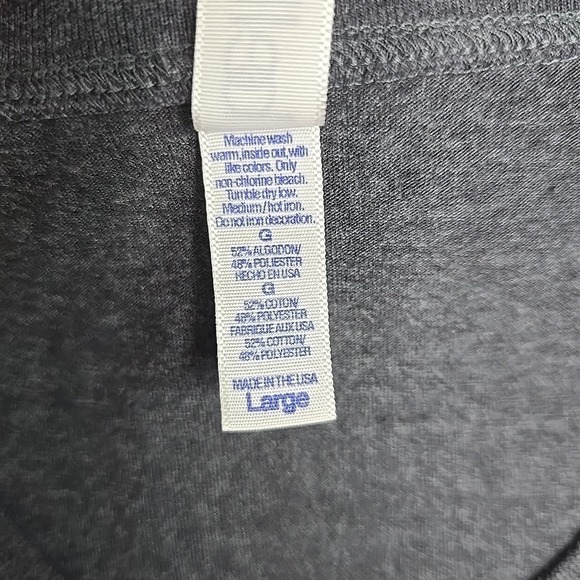 Machine wash
warm, inside out, with
like colors. Only
non-chlorine bleach.
Tumble dry low.
Medium/hot iron.
Do not iron decoration.
G
52% ALGODON/
48% POLIESTER
HECHO EN USA
G
52% COTON/
48% POLYESTER
FABRIQUE AUX USA
52% COTTON/
48% POLYESTER
MADE IN THE USA
Large